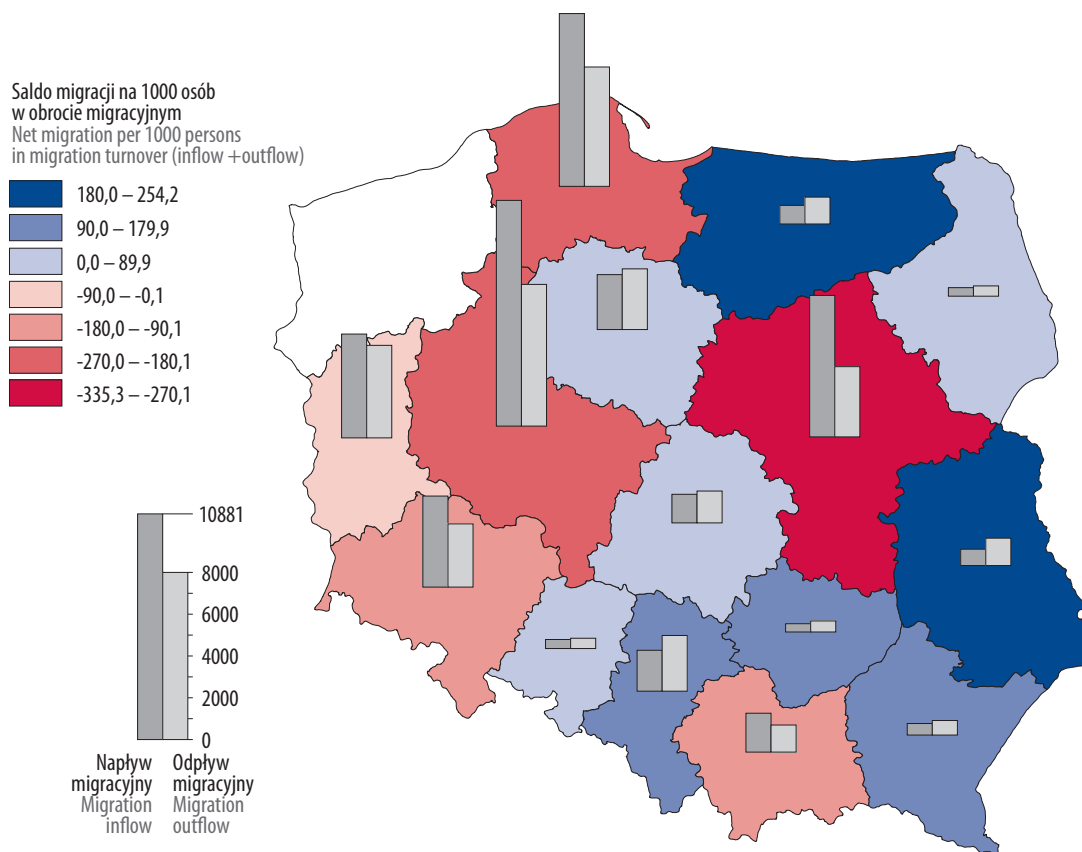 Saldo migracji na 1000 osób
w obrocie migracyjnym
Net migration per 1000 persons
in migration turnover (inflow +outflow)
180,0 – 254,2
90,0 – 179,9
0,0 – 89,9
-90,0 – -0,1
-180,0 – -90,1
-270,0 – -180,1
-335,3 – -270,1
10881
8000
6000
4000
2000
0
Napływ
migracyjny
Migration
inflow
Odpływ
migracyjny
Migration
outflow